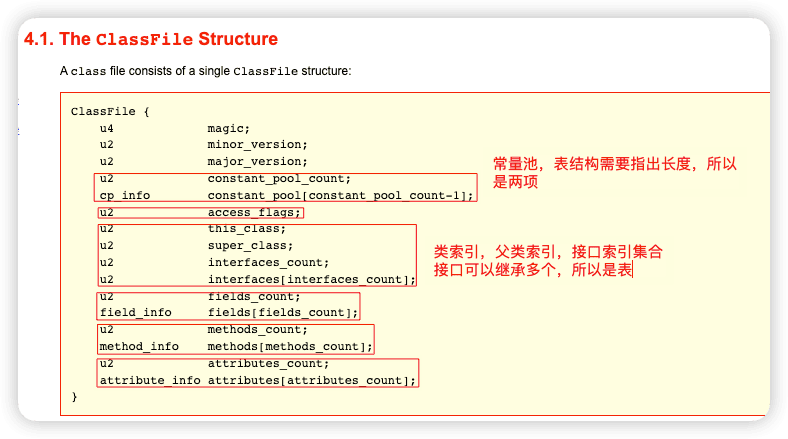 4.1. The ClassFile Structure
A class file consists of a single ClassFile structure:
ClassFile {
u4 magic;
u2 minor_version;
u2 major_version;
u2 constant_pool_count;
cp_info constant_pool[constant_pool_count-1];
u2 access_flags;
u2 this_class;
u2 super_class;
u2 interfaces_count;
u2 interfaces[interfaces_count];
u2 fields_count;
field_info fields[fields_count];
u2 methods_count;
method_info methods[methods_count];
u2 attributes_count;
attribute_info attributes[attributes_count];
}
常量池，表结构需要指出长度，所以
是两项
类索引，父类索引，接口索引集合
接口可以继承多个，所以是表